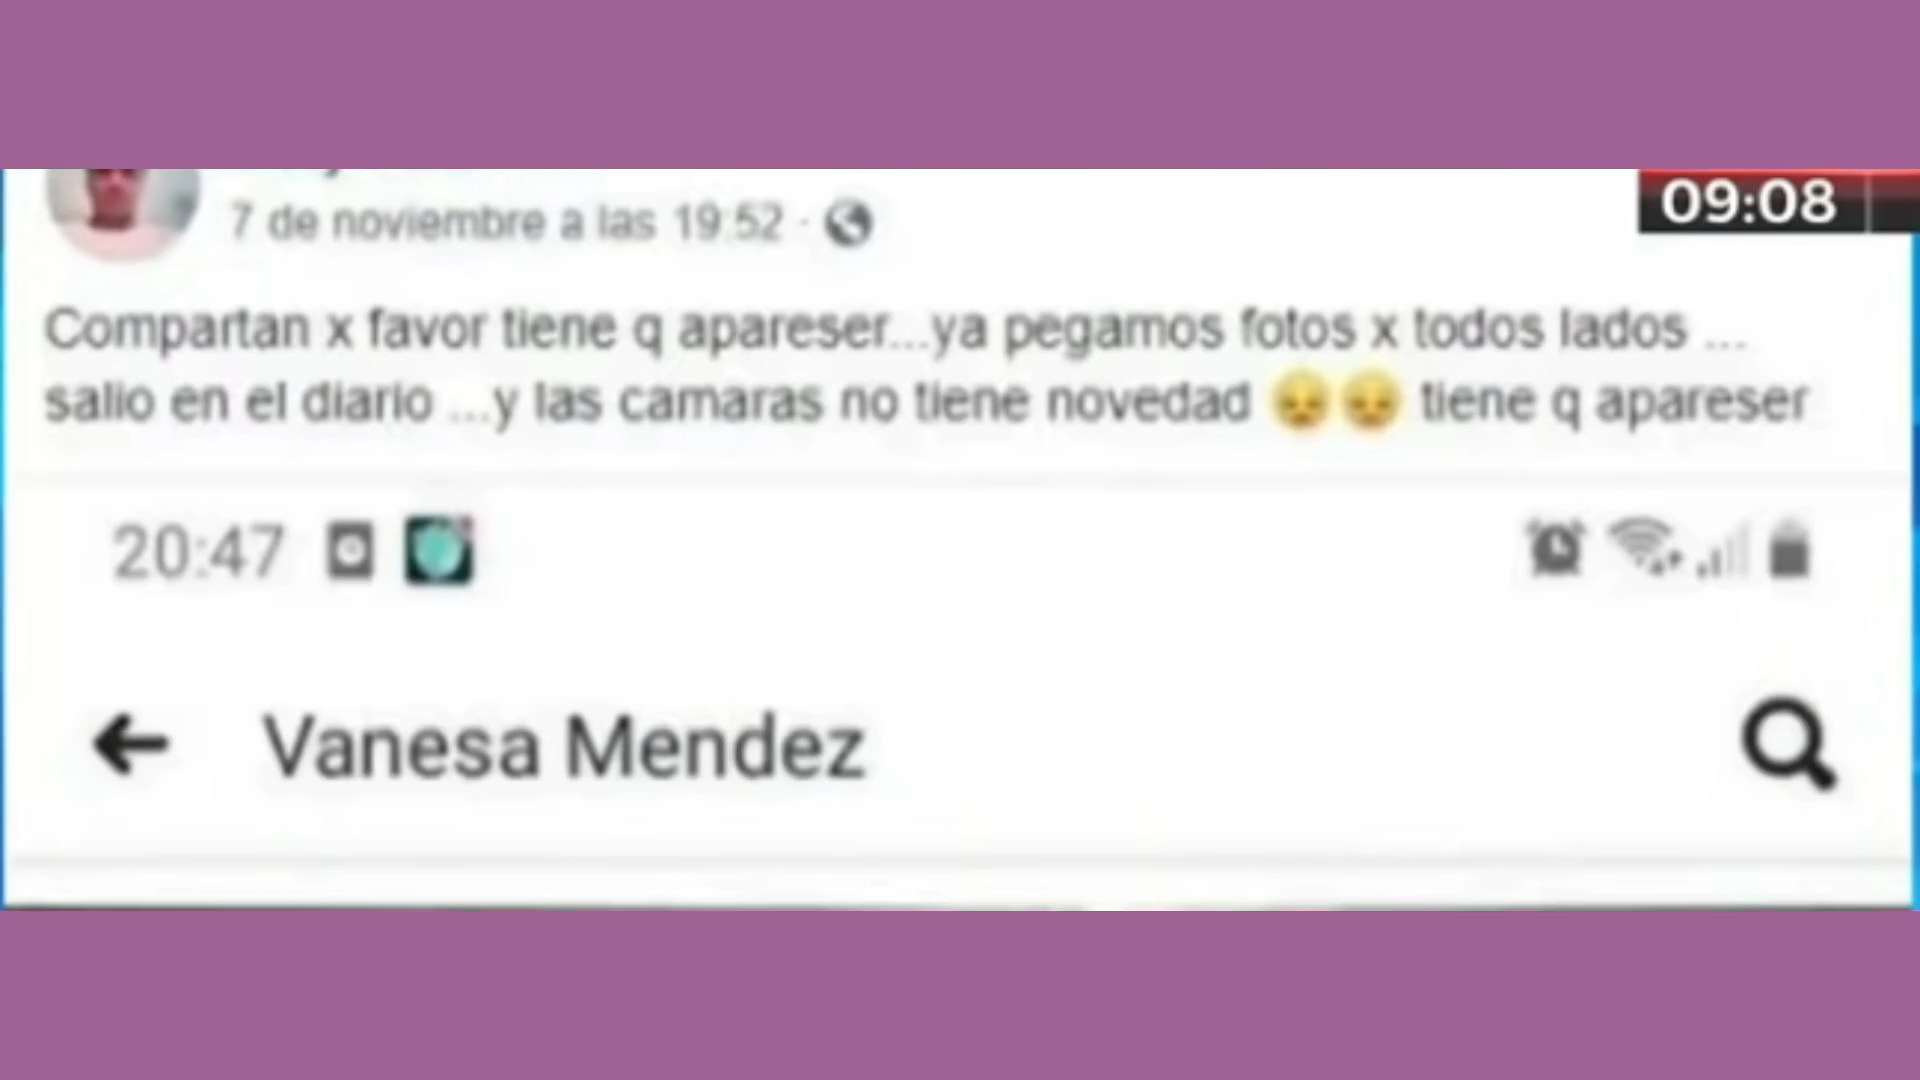 09:08
7 de noviembre a las 19:52 ·
Compartan x favor tiene q apareser...ya pegamos fotos x todos lados ...
salio en el diario ...y las camaras no tiene novedad 😞😞 tiene q apareser
20:47
Vanesa Mendez